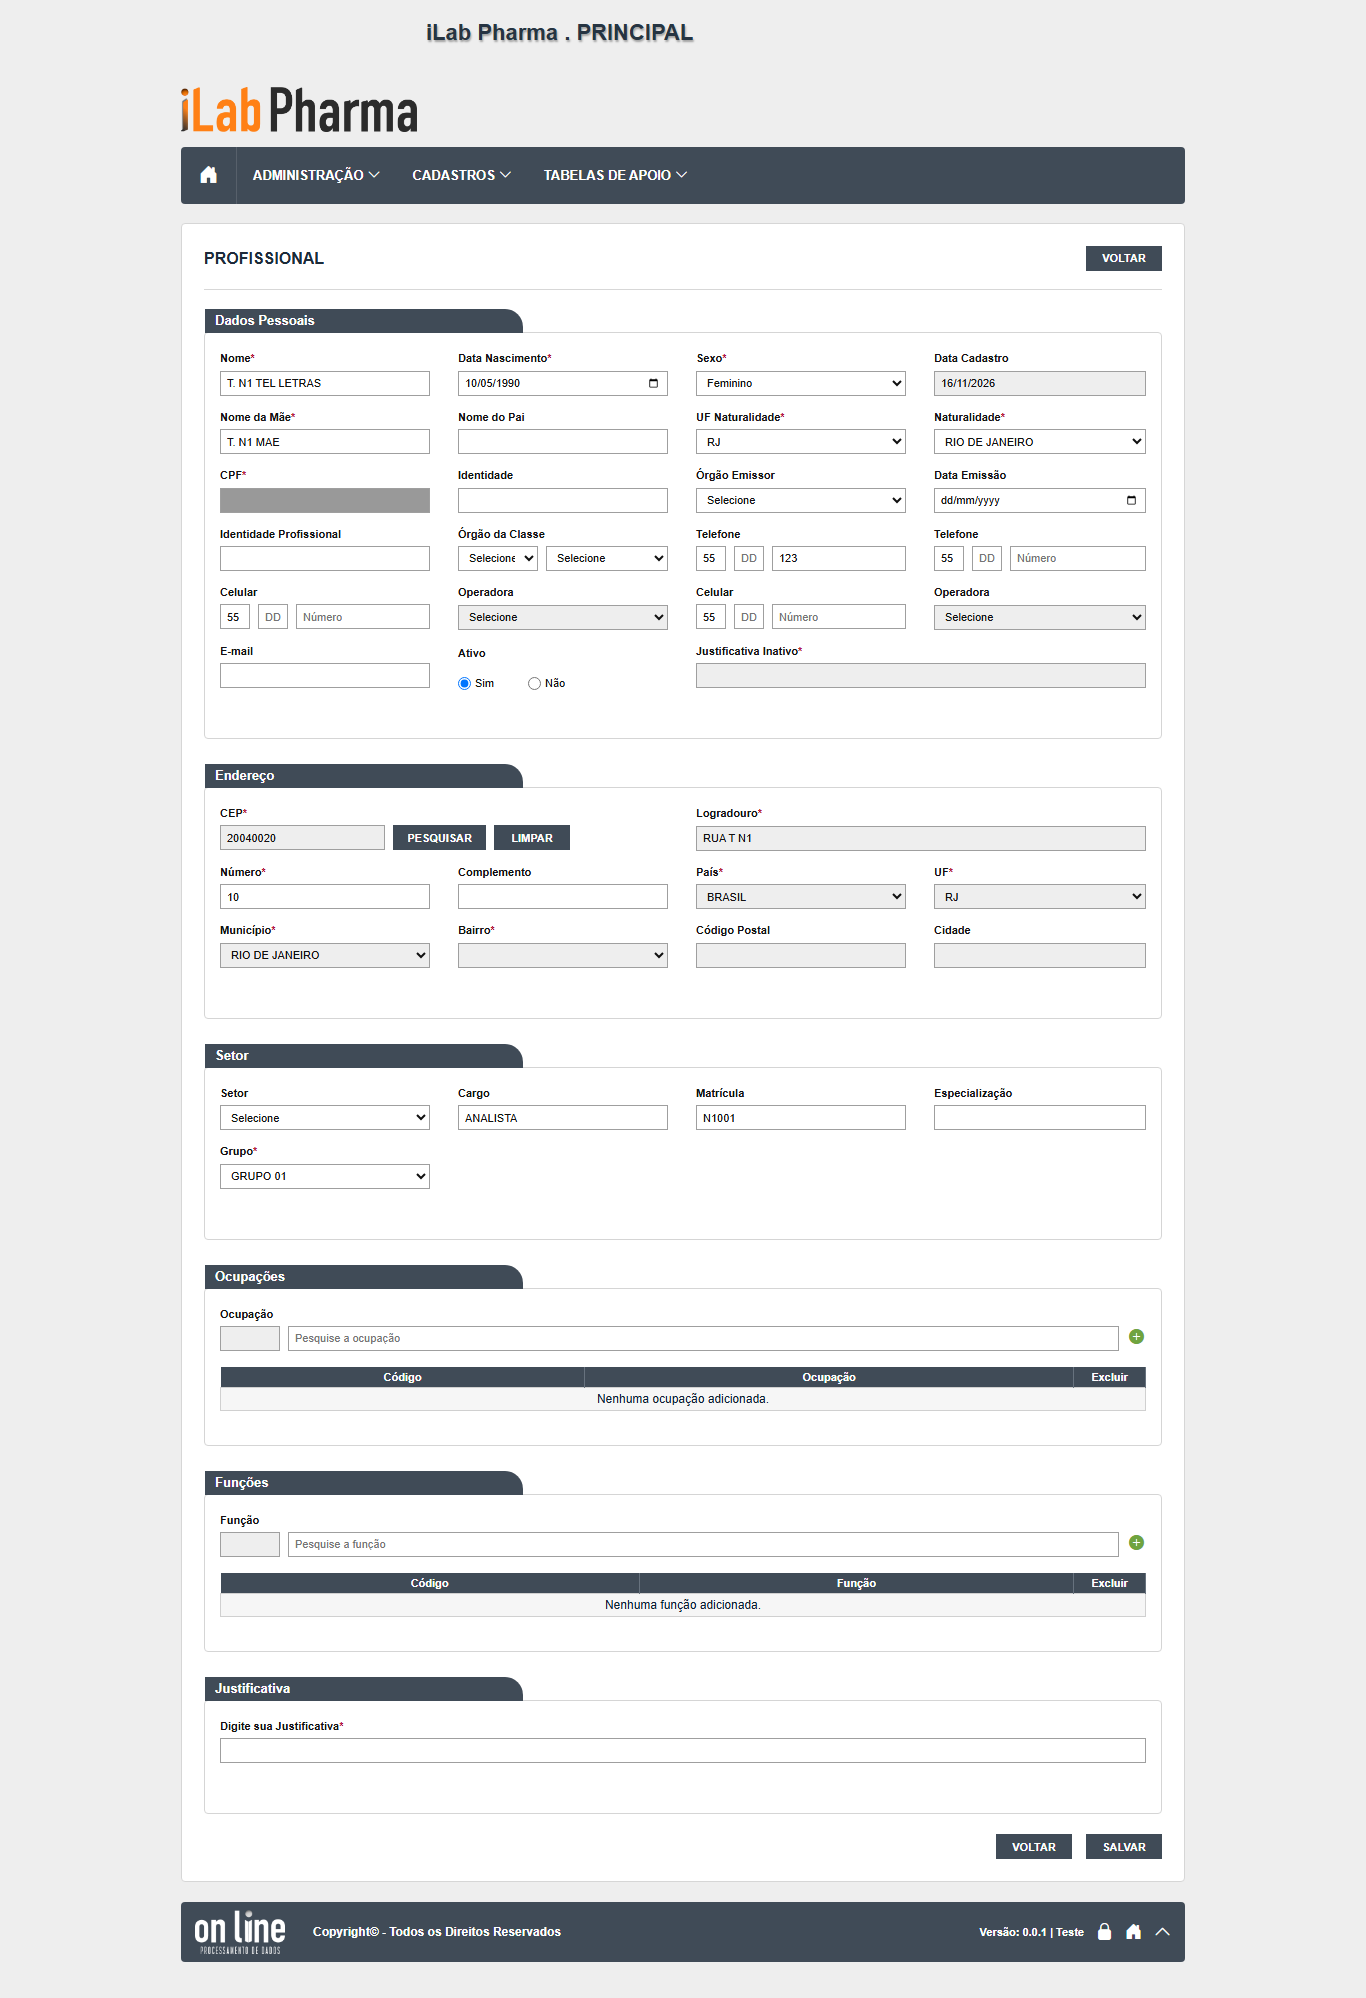 iLab Pharma . PRINCIPAL
iLab Pharma
ADMINISTRAÇÃO CADASTROS TABELAS DE APOIO
PROFISSIONAL VOLTAR
Dados Pessoais
Nome* Data Nascimento* Sexo* Data Cadastro
T. N1 TEL LETRAS 10/05/1990 Feminino 16/11/2026
Nome da Mãe* Nome do Pai UF Naturalidade* Naturalidade*
T. N1 MAE RJ RIO DE JANEIRO
CPF* Identidade Órgão Emissor Data Emissão
Selecione dd/mm/yyyy
Identidade Profissional Órgão da Classe Telefone Telefone
Selecione Selecione 55 DD 123 55 DD Número
Celular Operadora Celular Operadora
55 DD Número Selecione 55 DD Número Selecione
E-mail Ativo Justificativa Inativo*
Sim Não
Endereço
CEP* Logradouro*
20040020 PESQUISAR LIMPAR RUA T N1
Número* Complemento País* UF*
10 BRASIL RJ
Município* Bairro* Código Postal Cidade
RIO DE JANEIRO
Setor
Setor Cargo Matrícula Especialização
Selecione ANALISTA N1001
Grupo*
GRUPO 01
Ocupações
Ocupação
Pesquise a ocupação
Código Ocupação Excluir
Nenhuma ocupação adicionada.
Funções
Função
Pesquise a função
Código Função Excluir
Nenhuma função adicionada.
Justificativa
Digite sua Justificativa*
VOLTAR SALVAR
on line
PROCESSAMENTO DE DADOS
Copyright© - Todos os Direitos Reservados Versão: 0.0.1 | Teste